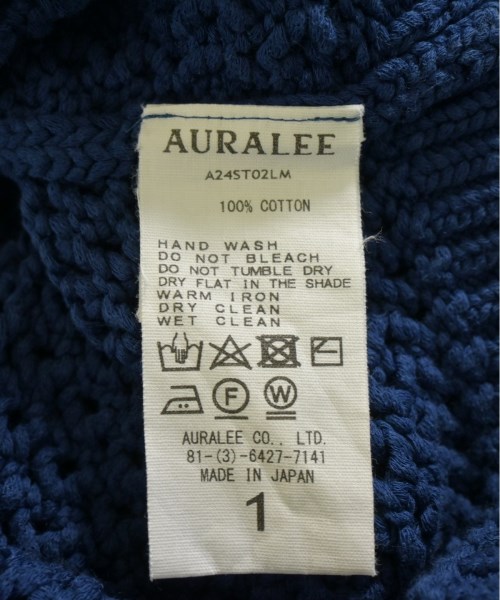 AURALEE
A24ST02LM
100% COTTON
HAND WASH
DO NOT BLEACH
DO NOT TUMBLE DRY
DRY FLAT IN THE SHADE
WARM IRON
DRY CLEAN
WET CLEAN
F W
AURALEE CO., LTD.
81-(3)-6427-7141
MADE IN JAPAN
1